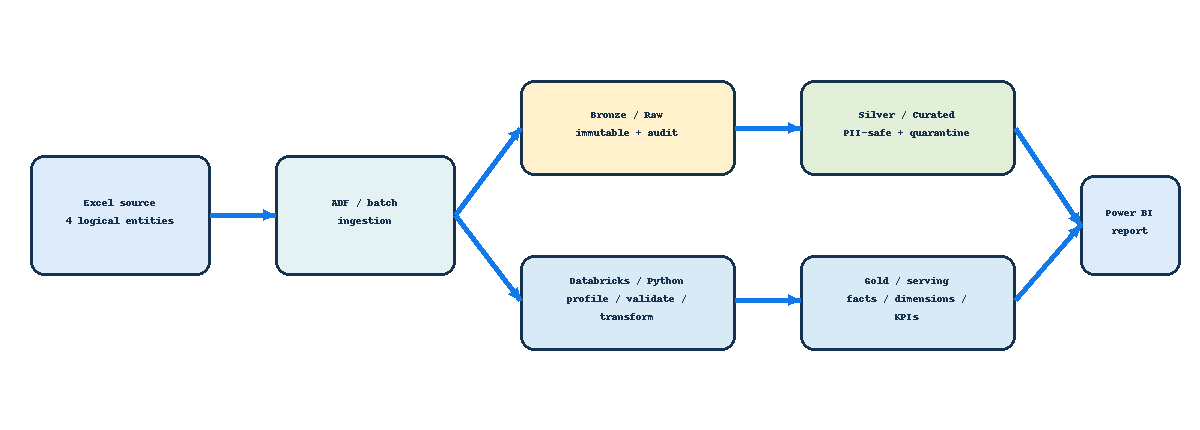 Excel source
4 logical entities
ADF / batch
ingestion
Bronze / Raw
immutable + audit
Silver / Curated
PII-safe + quarantine
Databricks / Python
profile / validate /
transform
Gold / serving
facts / dimensions /
KPIs
Power BI
report